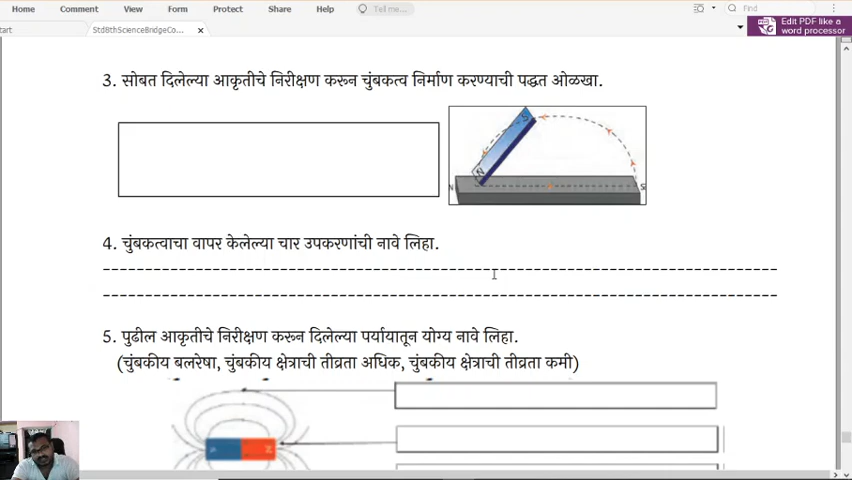 Home Comment View Form Protect Share Help Tell me... Find
tart Std8thScienceBridgeCo... ×
Edit PDF like a
word processor
3. सोबत दिलेल्या आकृतीचे निरीक्षण करून चुंबकत्व निर्माण करण्याची पद्धत ओळखा.
S
N
N S
4. चुंबकत्वाचा वापर केलेल्या चार उपकरणांची नावे लिहा.
5. पुढील आकृतीचे निरीक्षण करून दिलेल्या पर्यायातून योग्य नावे लिहा.
(चुंबकीय बलरेषा, चुंबकीय क्षेत्राची तीव्रता अधिक, चुंबकीय क्षेत्राची तीव्रता कमी)